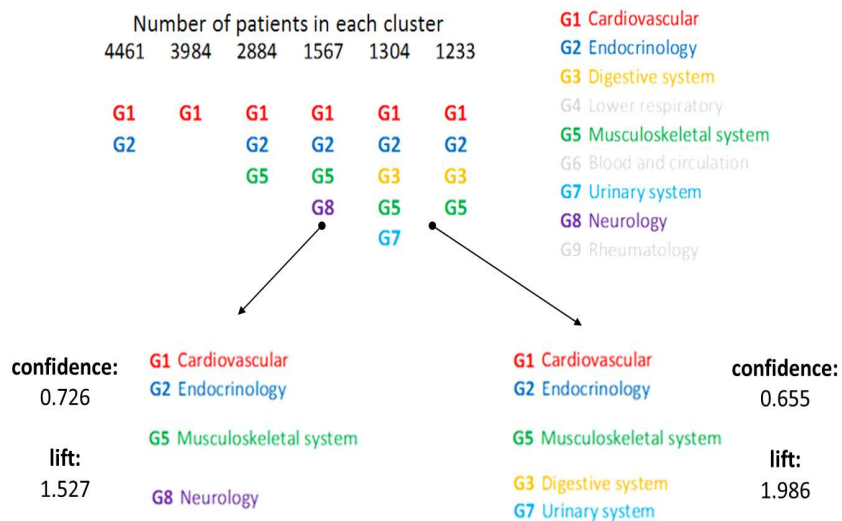 Number of patients in each cluster
4461 3984 2884 1567 1304 1233
G1 G1 G1 G1 G1 G1
G2 G2 G2 G2 G2
G5 G5 G3 G3
G8 G5 G5
G7
G1 Cardiovascular
G2 Endocrinology
G3 Digestive system
G4 Lower respiratory
G5 Musculoskeletal system
G6 Blood and circulation
G7 Urinary system
G8 Neurology
G9 Rheumatology
confidence:
0.726
lift:
1.527
G1 Cardiovascular
G2 Endocrinology
G5 Musculoskeletal system
G8 Neurology
G1 Cardiovascular
G2 Endocrinology
G5 Musculoskeletal system
G3 Digestive system
G7 Urinary system
confidence:
0.655
lift:
1.986